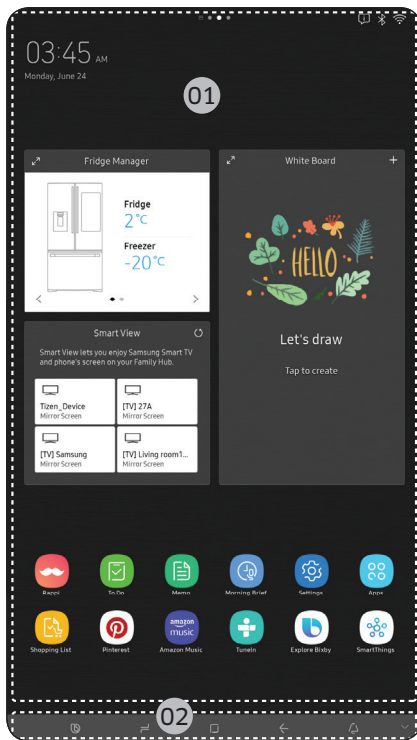 03:45 AM
Monday, June 24
01
Fridge Manager
Fridge
2°C
Freezer
-20°C
White Board
HELLO
Let's draw
Tap to create
Smart View
Smart View lets you enjoy Samsung Smart TV
and phone's screen on your Family Hub.
Tizen_Device
Mirror Screen
[TV] 27A
Mirror Screen
[TV] Samsung
Mirror Screen
[TV] Living room1...
Mirror Screen
Rappi
To Do
Memo
Morning Brief
Settings
Apps
amazon
music
Shopping List
Pinterest
Amazon Music
TuneIn
Explore Bixby
SmartThings
02